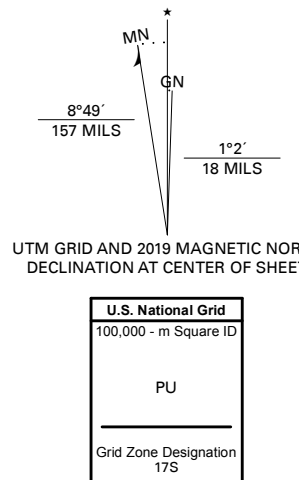 ★
MN
GN
8°49´
157 MILS
1°2´
18 MILS
UTM GRID AND 2019 MAGNETIC NOR
DECLINATION AT CENTER OF SHEET
U.S. National Grid
100,000 - m Square ID
PU
Grid Zone Designation
17S